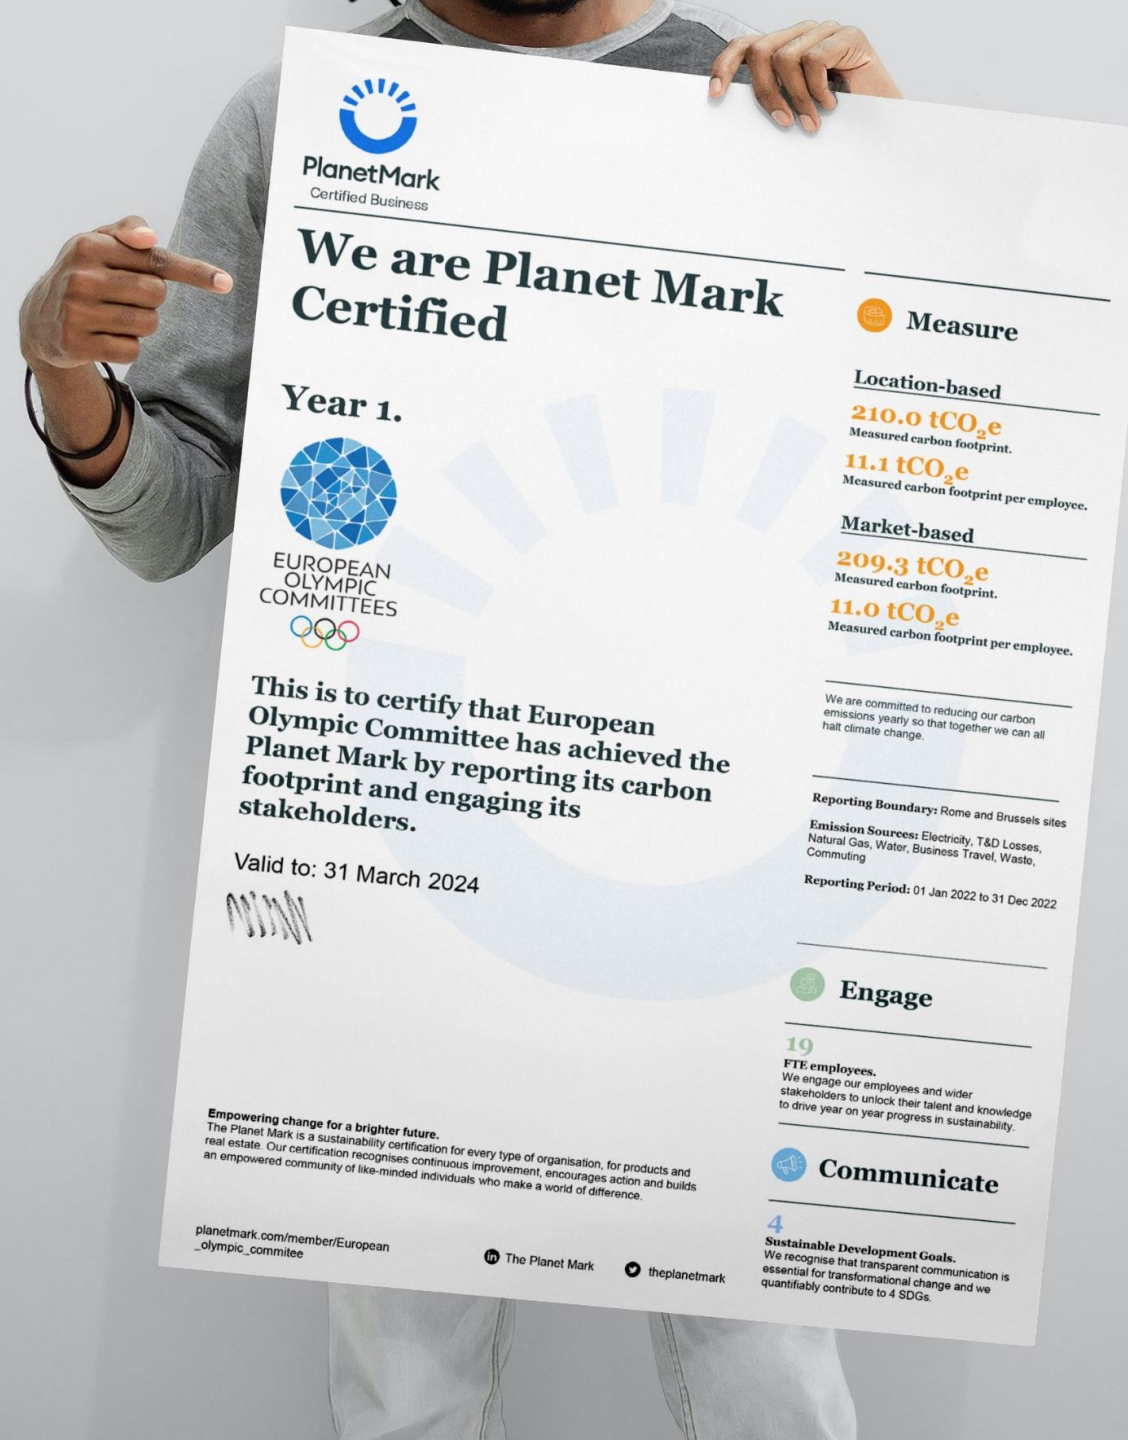 PlanetMark
Certified Business
We are Planet Mark
Certified
Year 1.
EUROPEAN
OLYMPIC
COMMITTEES
This is to certify that European
Olympic Committee has achieved the
Planet Mark by reporting its carbon
footprint and engaging its
stakeholders.
Valid to: 31 March 2024
Empowering change for a brighter future.
The Planet Mark is a sustainability certification for every type of organisation, for products and
real estate. Our certification recognises continuous improvement, encourages action and builds
an empowered community of like-minded individuals who make a world of difference.
planetmark.com/member/European
_olympic_commitee
The Planet Mark
theplanetmark
Measure
Location-based
210.0 tCO₂e
Measured carbon footprint.
11.1 tCO₂e
Measured carbon footprint per employee.
Market-based
209.3 tCO₂e
Measured carbon footprint.
11.0 tCO₂e
Measured carbon footprint per employee.
We are committed to reducing our carbon
emissions yearly so that together we can all
halt climate change.
Reporting Boundary: Rome and Brussels sites
Emission Sources: Electricity, T&D Losses,
Natural Gas, Water, Business Travel, Waste,
Commuting
Reporting Period: 01 Jan 2022 to 31 Dec 2022
Engage
19
FTE employees.
We engage our employees and wider
stakeholders to unlock their talent and knowledge
to drive year on year progress in sustainability.
Communicate
4
Sustainable Development Goals.
We recognise that transparent communication is
essential for transformational change and we
quantifiably contribute to 4 SDGs.